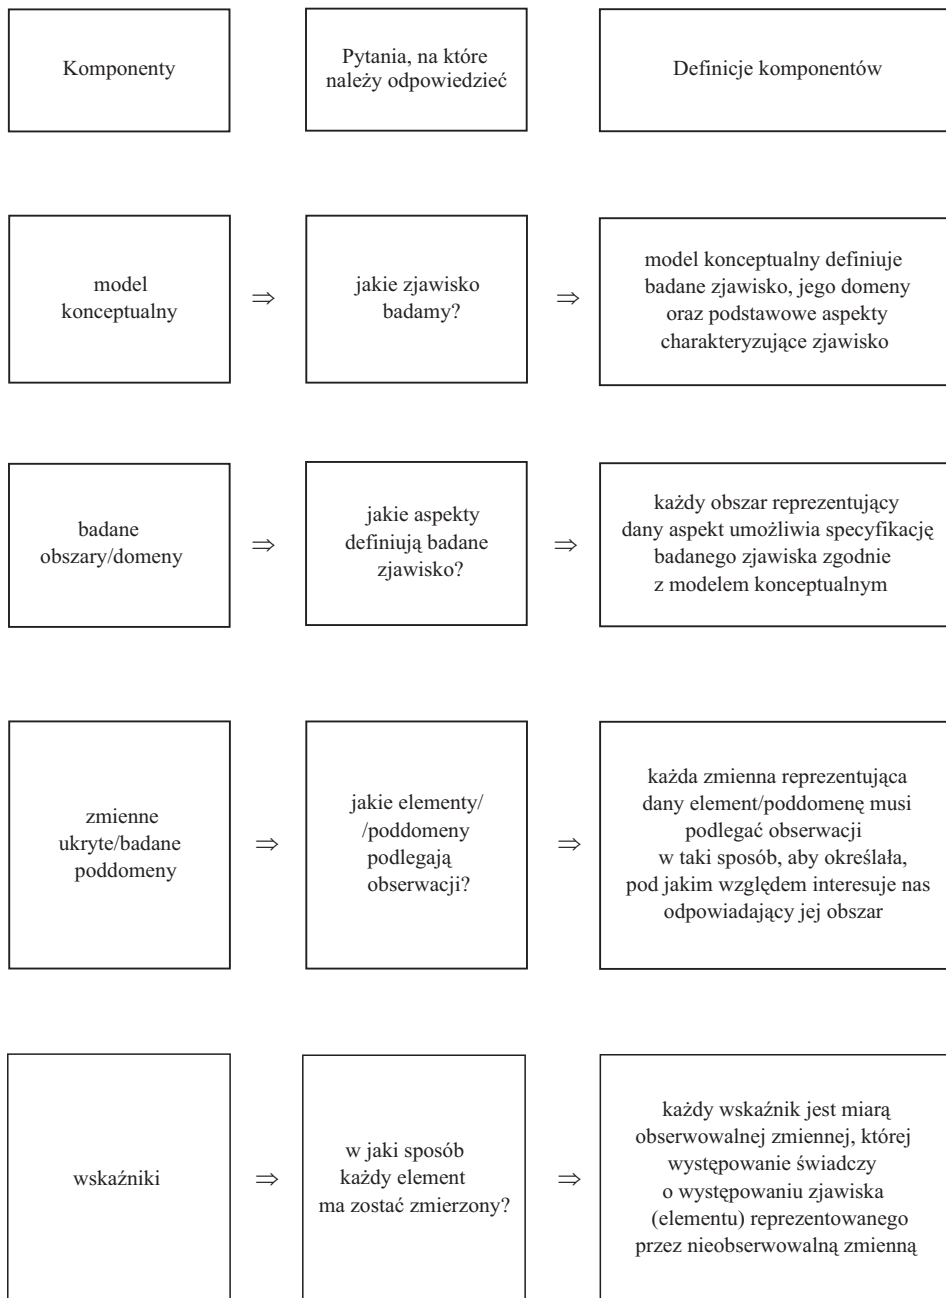 Komponenty
Pytania, na które
należy odpowiedzieć
Definicje komponentów
model
konceptualny
⇒
jakie zjawisko
badamy?
⇒
model konceptualny definiuje
badane zjawisko, jego domeny
oraz podstawowe aspekty
charakteryzujące zjawisko
badane
obszary/domeny
⇒
jakie aspekty
definiują badane
zjawisko?
⇒
każdy obszar reprezentujący
dany aspekt umożliwia specyfikację
badanego zjawiska zgodnie
z modelem konceptualnym
zmienne
ukryte/badane
poddomeny
⇒
jakie elementy/
/poddomeny
podlegają
obserwacji?
⇒
każda zmienna reprezentująca
dany element/poddomenę musi
podlegać obserwacji
w taki sposób, aby określała,
pod jakim względem interesuje nas
odpowiadający jej obszar
wskaźniki
⇒
w jaki sposób
każdy element
ma zostać zmierzony?
⇒
każdy wskaźnik jest miarą
obserwowalnej zmiennej, której
występowanie świadczy
o występowaniu zjawiska
(elementu) reprezentowanego
przez nieobserwowalną zmienną